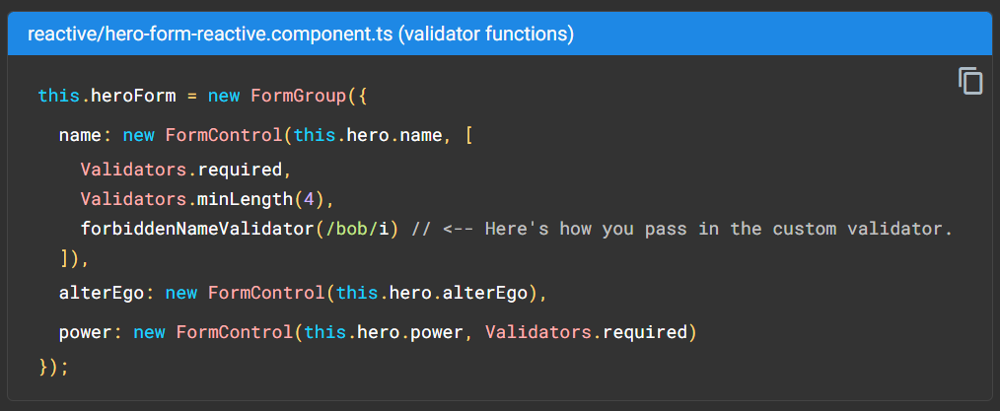 reactive/hero-form-reactive.component.ts (validator functions)
this.heroForm = new FormGroup({
  name: new FormControl(this.hero.name, [
    Validators.required,
    Validators.minLength(4),
    forbiddenNameValidator(/bob/i) // <-- Here's how you pass in the custom validator.
  ]),
  alterEgo: new FormControl(this.hero.alterEgo),
  power: new FormControl(this.hero.power, Validators.required)
});